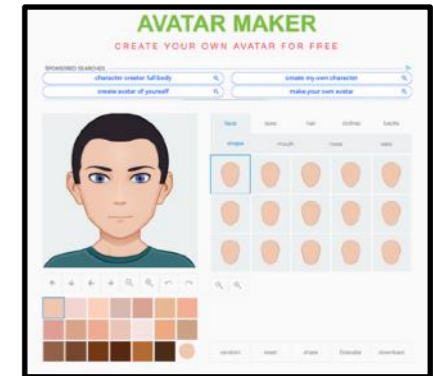 AVATAR MAKER
CREATE YOUR OWN AVATAR FOR FREE
SPONSORED SEARCHES
character creator full body
create my own character
create avatar of yourself
make your own avatar
face eyes hair clothes backs
shape mouth nose ears
random reset share download